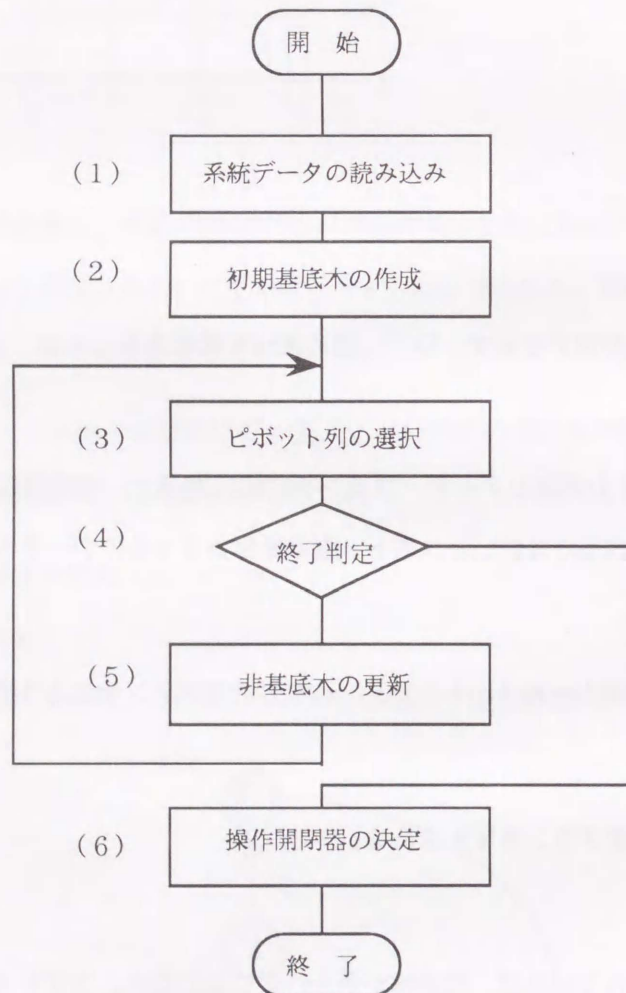 開 始
(1) 系統データの読み込み
(2) 初期基底木の作成
(3) ピボット列の選択
(4) 終了判定
(5) 非基底木の更新
(6) 操作開閉器の決定
終 了